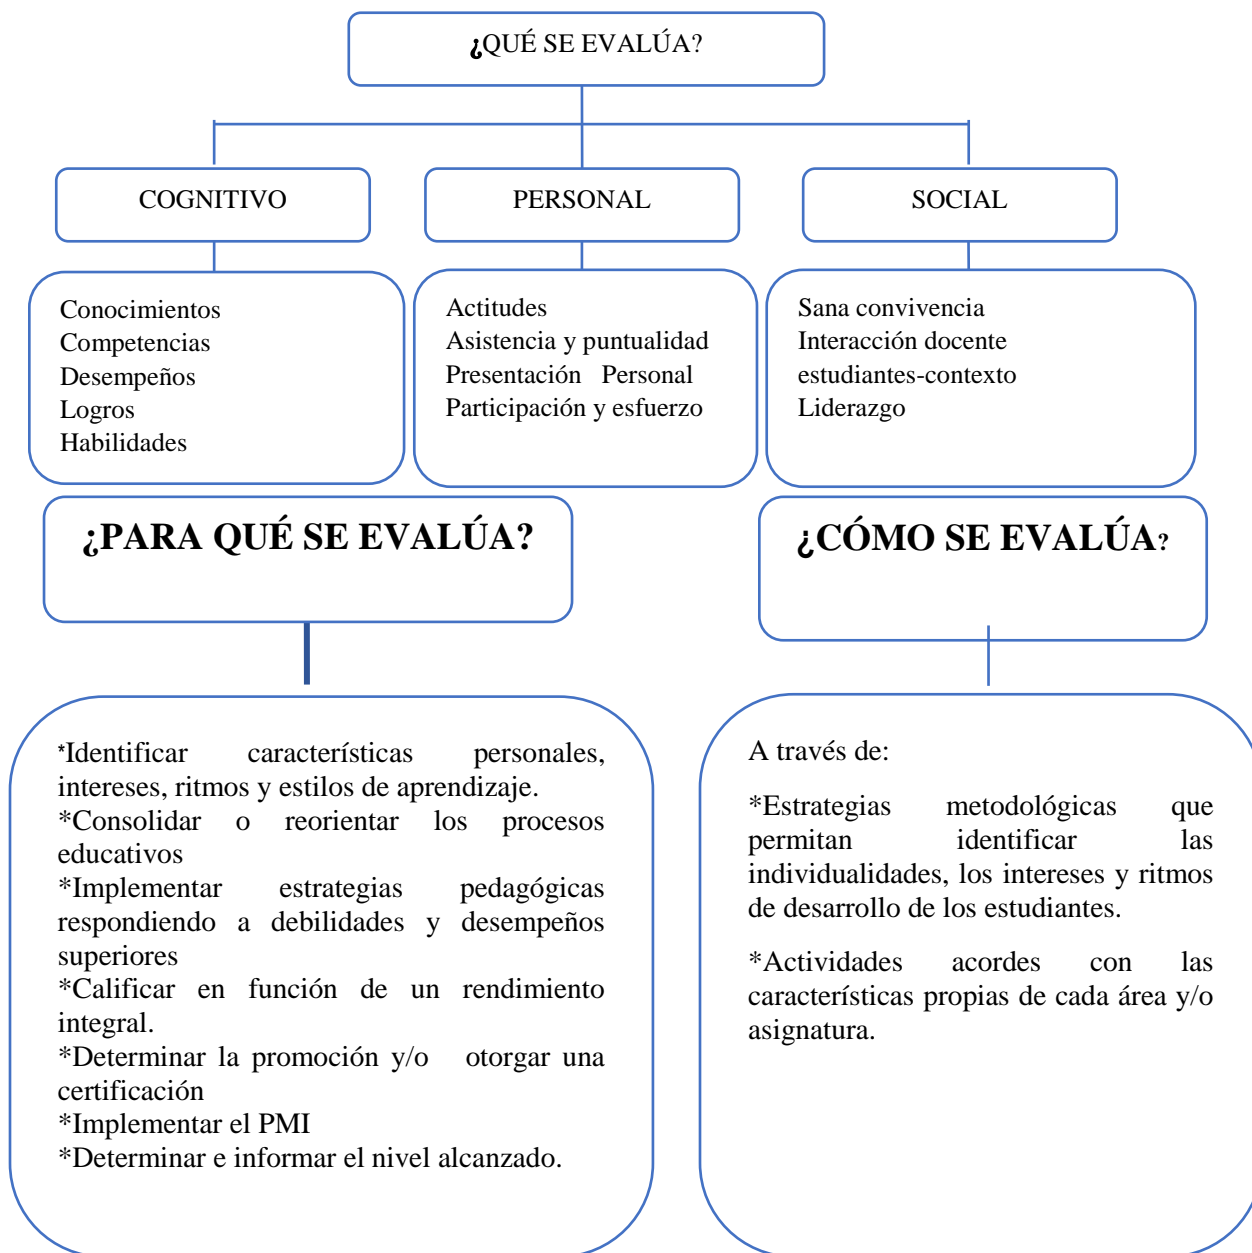 ¿QUÉ SE EVALÚA?
COGNITIVO
PERSONAL
SOCIAL
Conocimientos
Competencias
Desempeños
Logros
Habilidades
Actitudes
Asistencia y puntualidad
Presentación Personal
Participación y esfuerzo
Sana convivencia
Interacción docente
estudiantes-contexto
Liderazgo
¿PARA QUÉ SE EVALÚA?
¿CÓMO SE EVALÚA?
*Identificar características personales,
intereses, ritmos y estilos de aprendizaje.
*Consolidar o reorientar los procesos
educativos
*Implementar estrategias pedagógicas
respondiendo a debilidades y desempeños
superiores
*Calificar en función de un rendimiento
integral.
*Determinar la promoción y/o otorgar una
certificación
*Implementar el PMI
*Determinar e informar el nivel alcanzado.
A través de:
*Estrategias metodológicas que
permitan identificar las
individualidades, los intereses y ritmos
de desarrollo de los estudiantes.
*Actividades acordes con las
características propias de cada área y/o
asignatura.